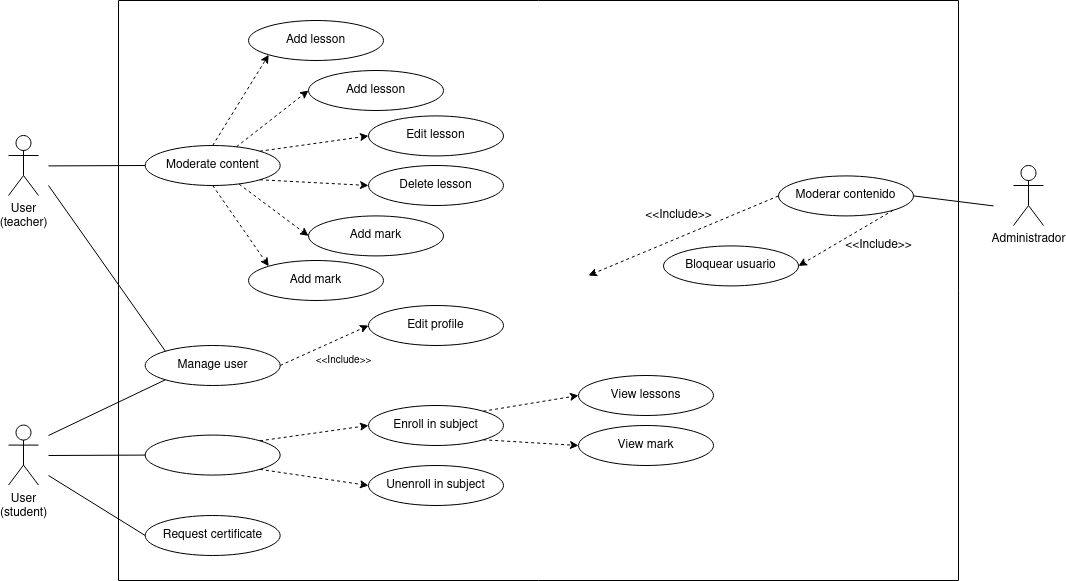 Add lesson
Add lesson
Edit lesson
Moderate content
Delete lesson
User
(teacher)
Add mark
Add mark
Moderar contenido
<<Include>>
Administrador
<<Include>>
Bloquear usuario
Edit profile
Manage user
<<Include>>
View lessons
Enroll in subject
View mark
User
(student)
Unenroll in subject
Request certificate